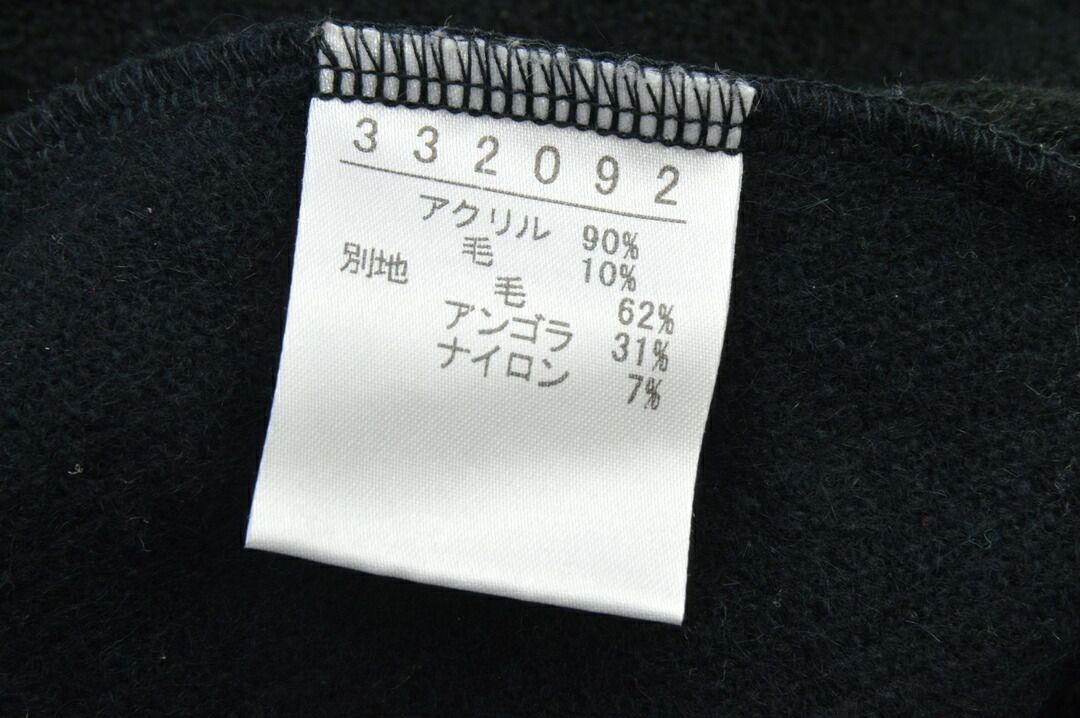 332092
アクリル 90%
毛 10%
別地
毛 62%
アンゴラ 31%
ナイロン 7%